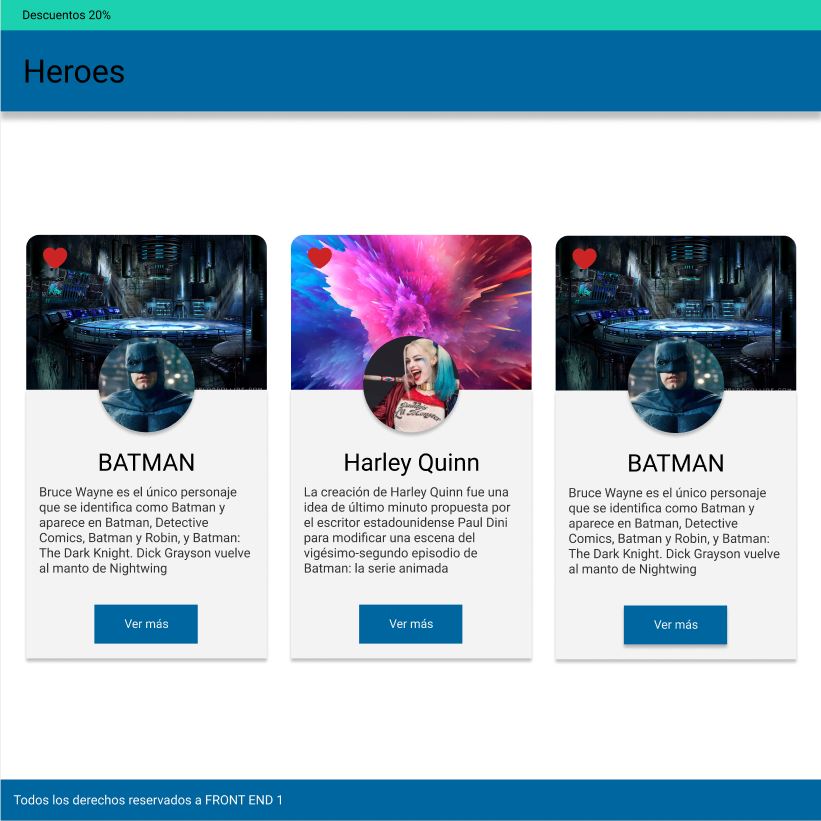 Descuentos 20%
Heroes
BATMAN
Bruce Wayne es el único personaje
que se identifica como Batman y
aparece en Batman, Detective
Comics, Batman y Robin, y Batman:
The Dark Knight. Dick Grayson vuelve
al manto de Nightwing
Ver más
Harley Quinn
La creación de Harley Quinn fue una
idea de último minuto propuesta por
el escritor estadounidense Paul Dini
para modificar una escena del
vigésimo-segundo episodio de
Batman: la serie animada
Ver más
BATMAN
Bruce Wayne es el único personaje
que se identifica como Batman y
aparece en Batman, Detective
Comics, Batman y Robin, y Batman:
The Dark Knight. Dick Grayson vuelve
al manto de Nightwing
Ver más
Todos los derechos reservados a FRONT END 1